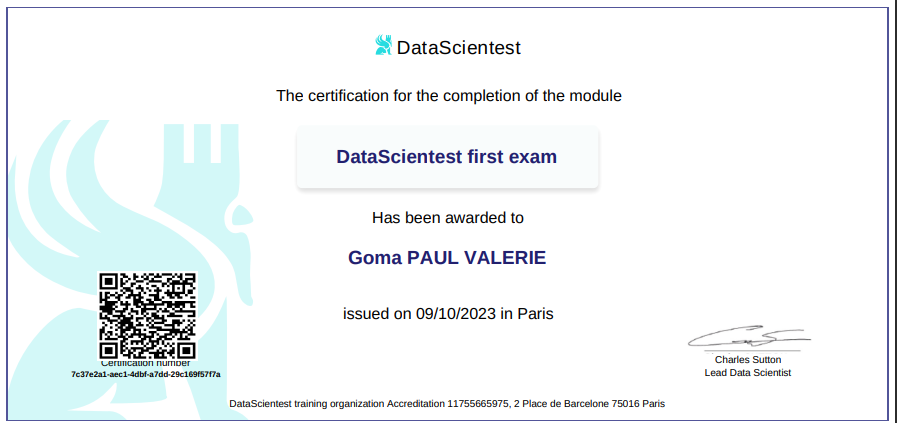 DataScientest
The certification for the completion of the module
DataScientest first exam
Has been awarded to
Goma PAUL VALERIE
issued on 09/10/2023 in Paris
Certification number
7c37e2a1-aec1-4dbf-a7dd-29c169f57f7a
Charles Sutton
Lead Data Scientist
DataScientest training organization Accreditation 11755665975, 2 Place de Barcelone 75016 Paris